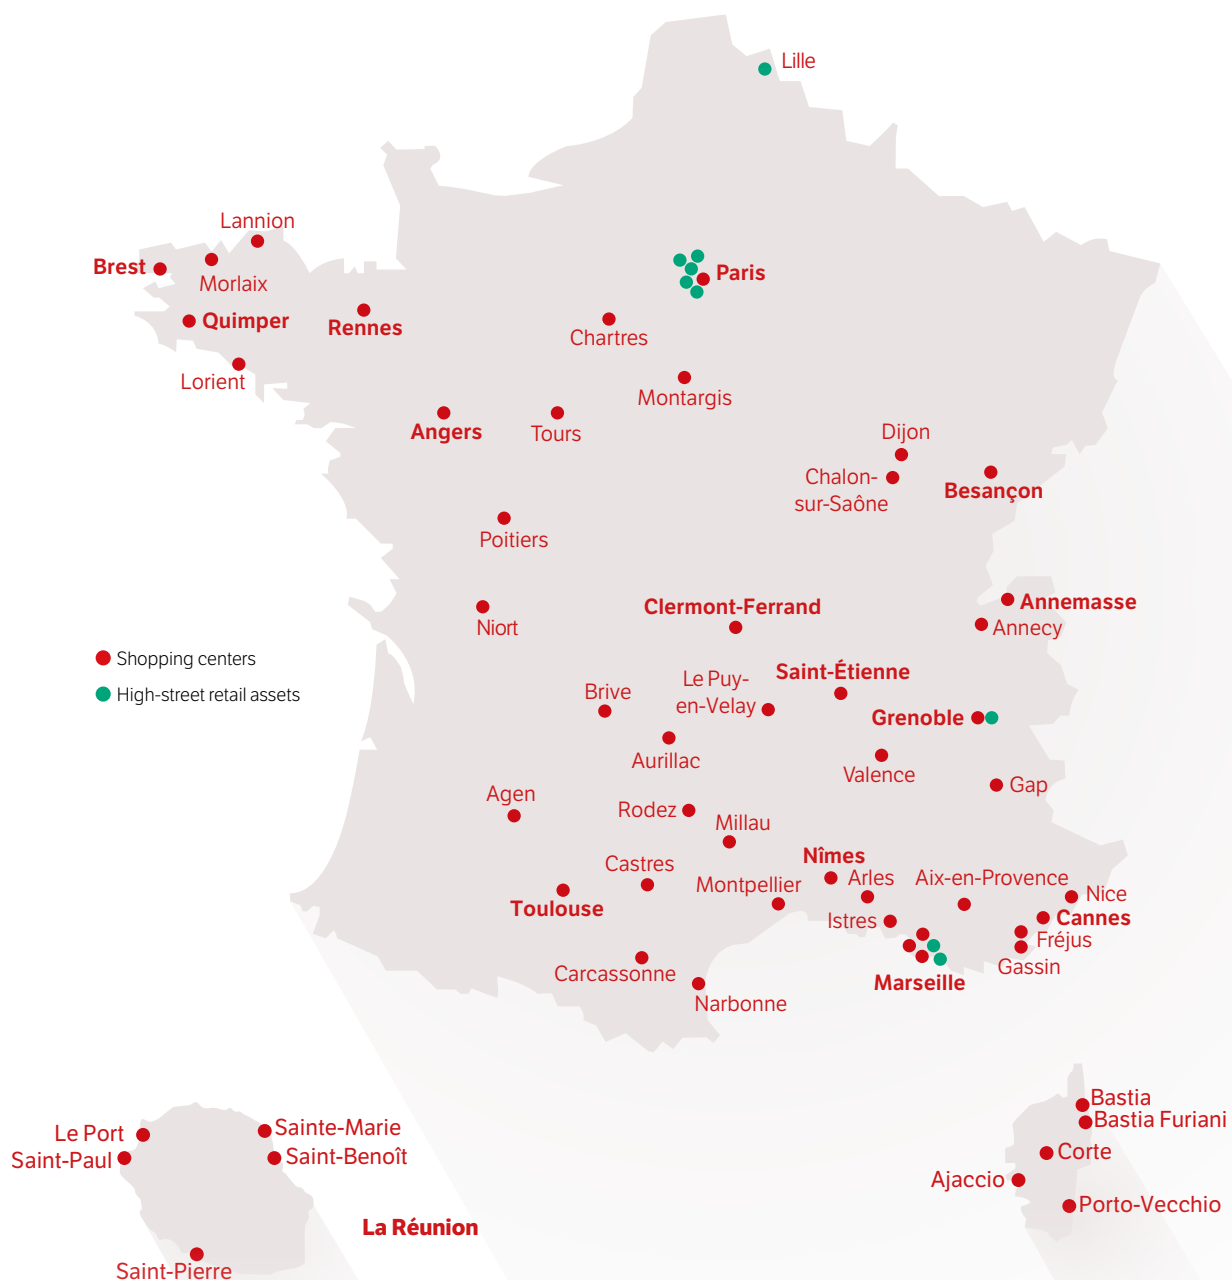 Lille
Lannion
Brest
Morlaix
Paris
Quimper
Rennes
Chartres
Lorient
Montargis
Angers
Tours
Dijon
Chalon-
sur-Saône
Besançon
Poitiers
Clermont-Ferrand
Annemasse
Niort
Annecy
Shopping centers
High-street retail assets
Saint-Étienne
Le Puy-
en-Velay
Brive
Grenoble
Aurillac
Valence
Gap
Agen
Rodez
Millau
Nîmes
Castres
Montpellier
Arles
Aix-en-Provence
Nice
Toulouse
Istres
Cannes
Fréjus
Gassin
Carcassonne
Marseille
Narbonne
Bastia
Bastia Furiani
Corte
Ajaccio
Porto-Vecchio
Le Port
Sainte-Marie
Saint-Paul
Saint-Benoît
La Réunion
Saint-Pierre